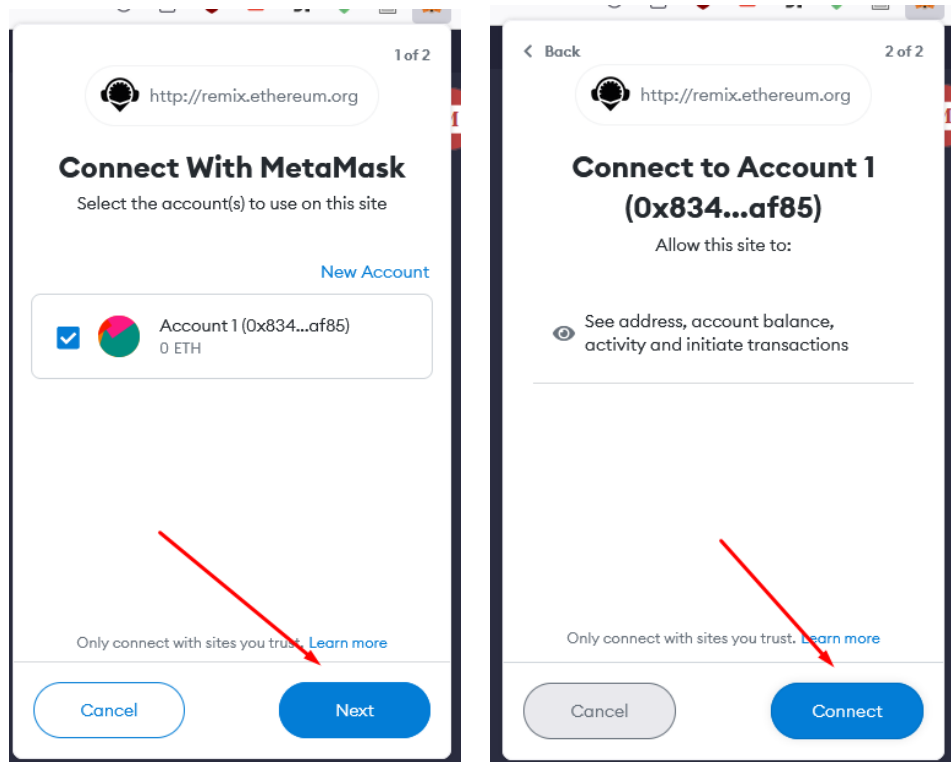 1 of 2
http://remix.ethereum.org
Connect With MetaMask
Select the account(s) to use on this site
New Account
Account 1 (0x834...af85)
0 ETH
Only connect with sites you trust. Learn more
Cancel
Next
Back
2 of 2
http://remix.ethereum.org
Connect to Account 1
(0x834...af85)
Allow this site to:
See address, account balance,
activity and initiate transactions
Only connect with sites you trust. Learn more
Cancel
Connect